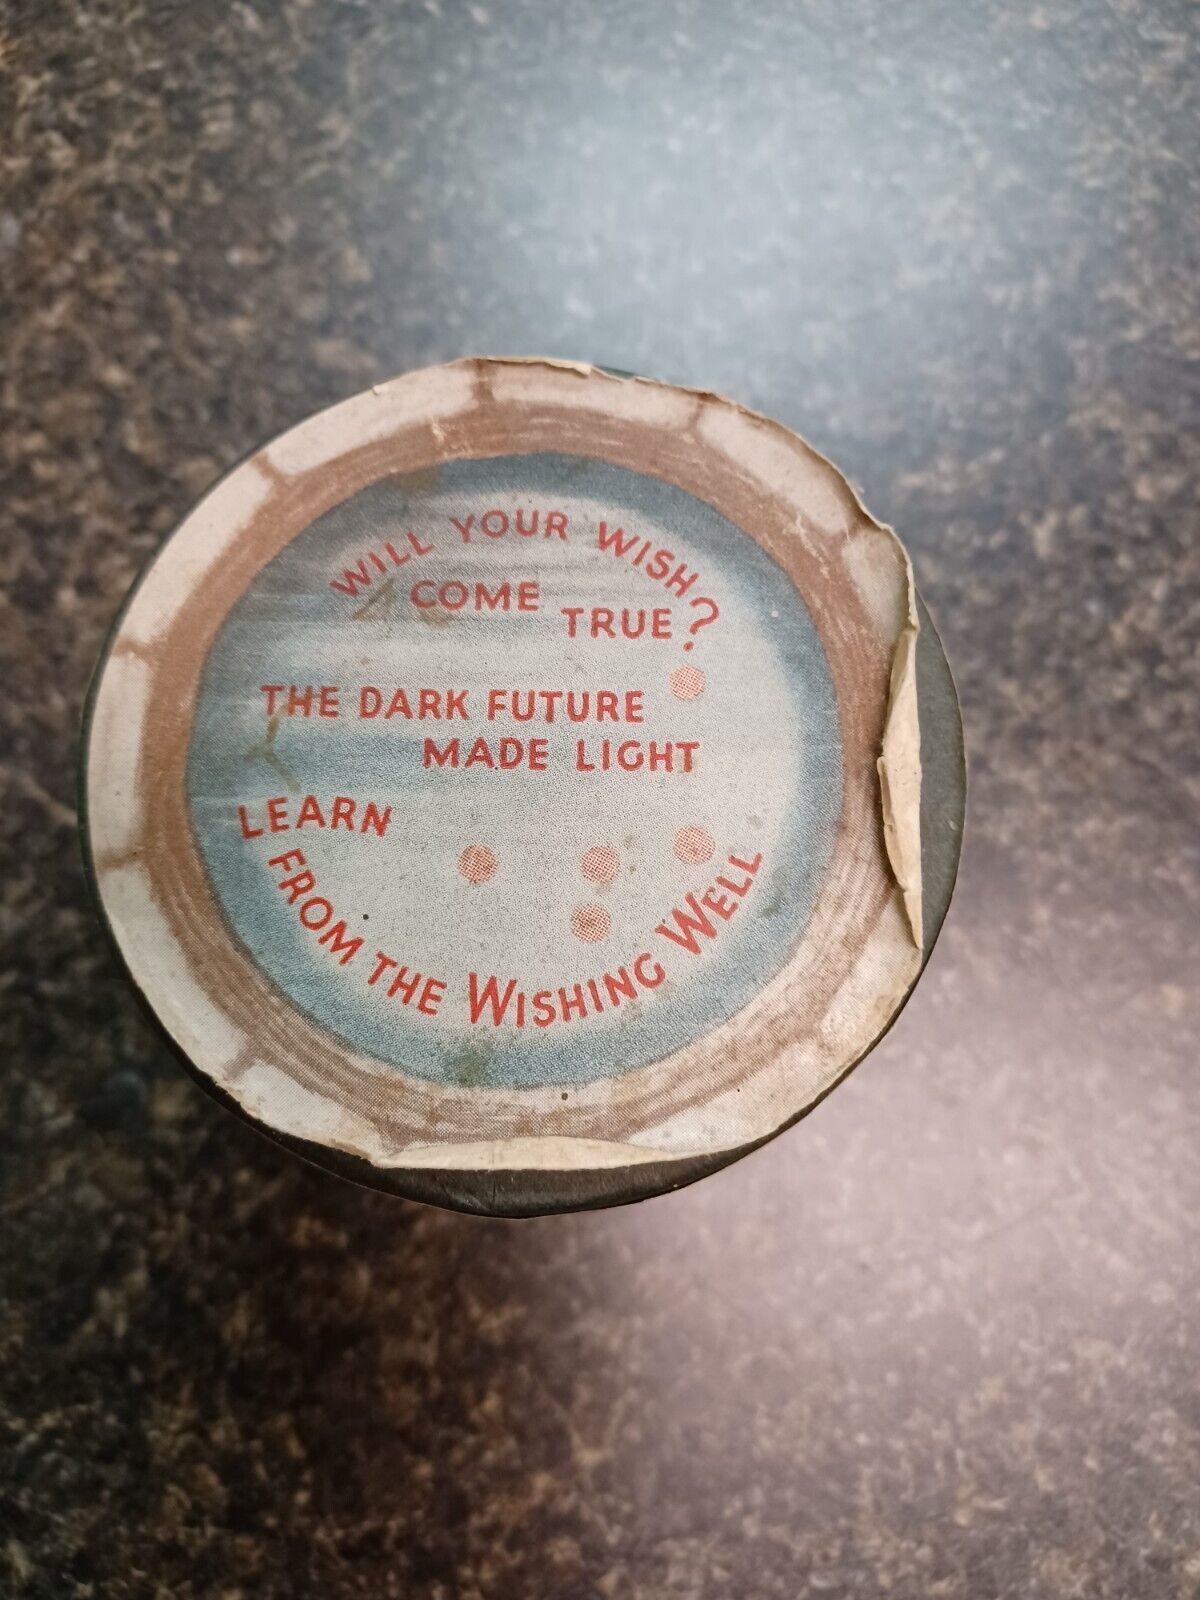 WILL YOUR WISH
COME
TRUE?
THE DARK FUTURE
MADE LIGHT
LEARN
FROM THE WISHING WELL